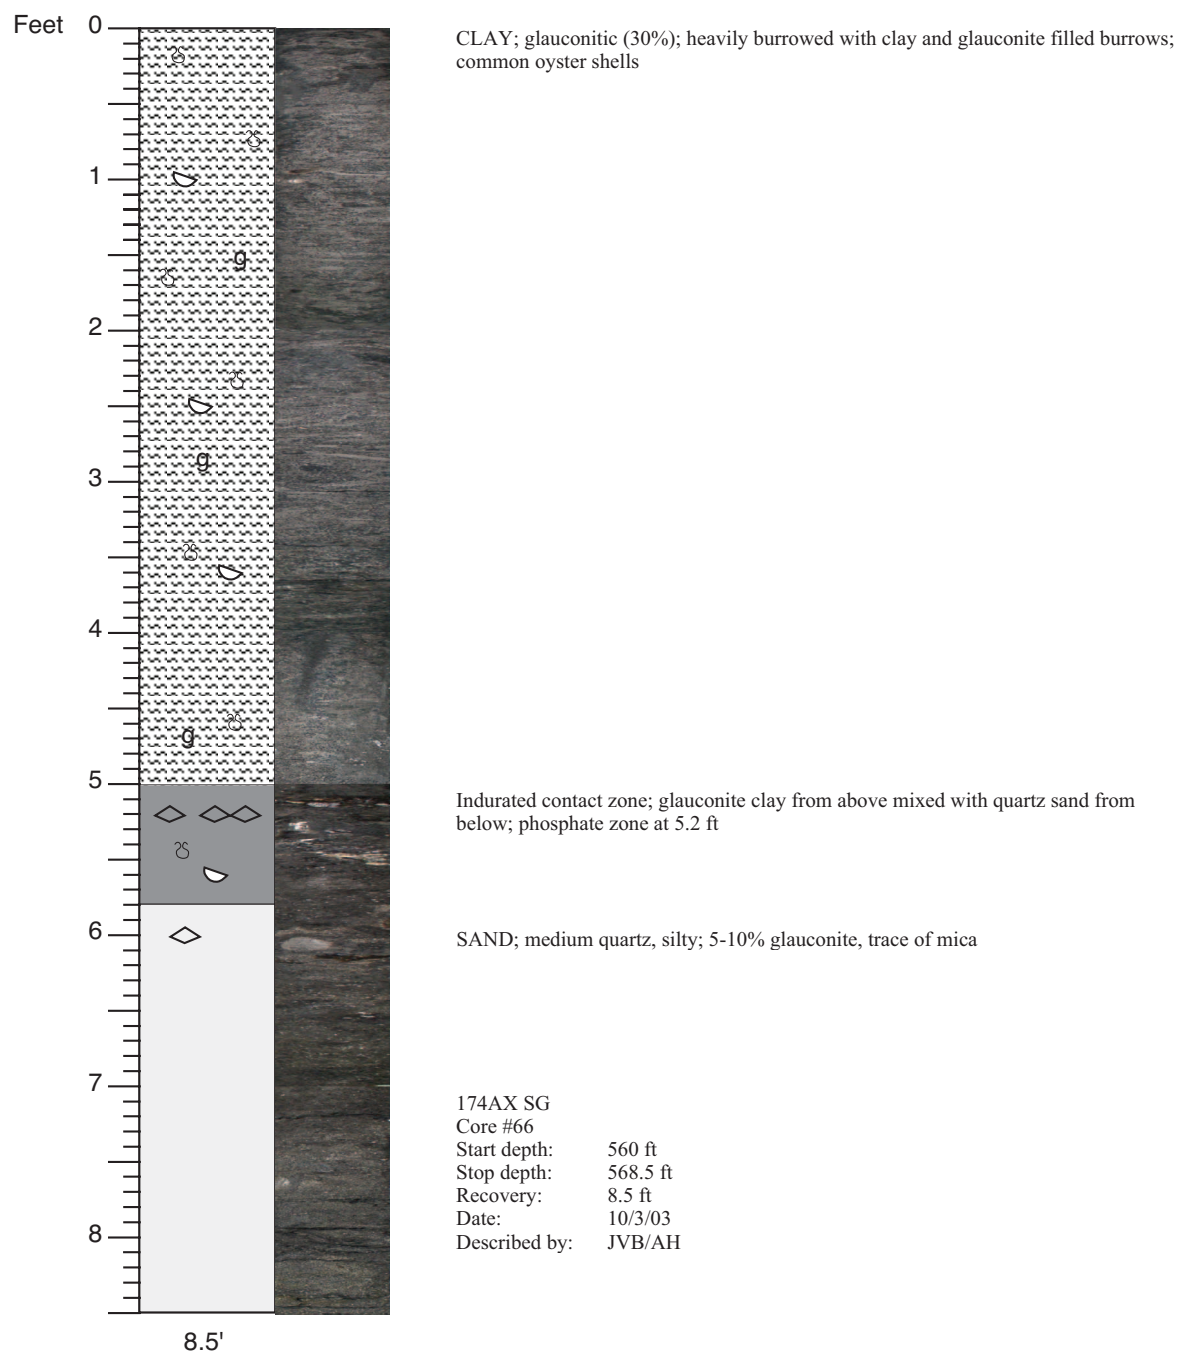 Feet
0
CLAY; glauconitic (30%); heavily burrowed with clay and glauconite filled burrows;
common oyster shells
1
g
2
g
3
4
g
5
Indurated contact zone; glauconite clay from above mixed with quartz sand from
below; phosphate zone at 5.2 ft
6
SAND; medium quartz, silty; 5-10% glauconite, trace of mica
7
174AX SG
Core #66
Start depth: 560 ft
Stop depth: 568.5 ft
Recovery: 8.5 ft
Date: 10/3/03
Described by: JVB/AH
8
8.5'